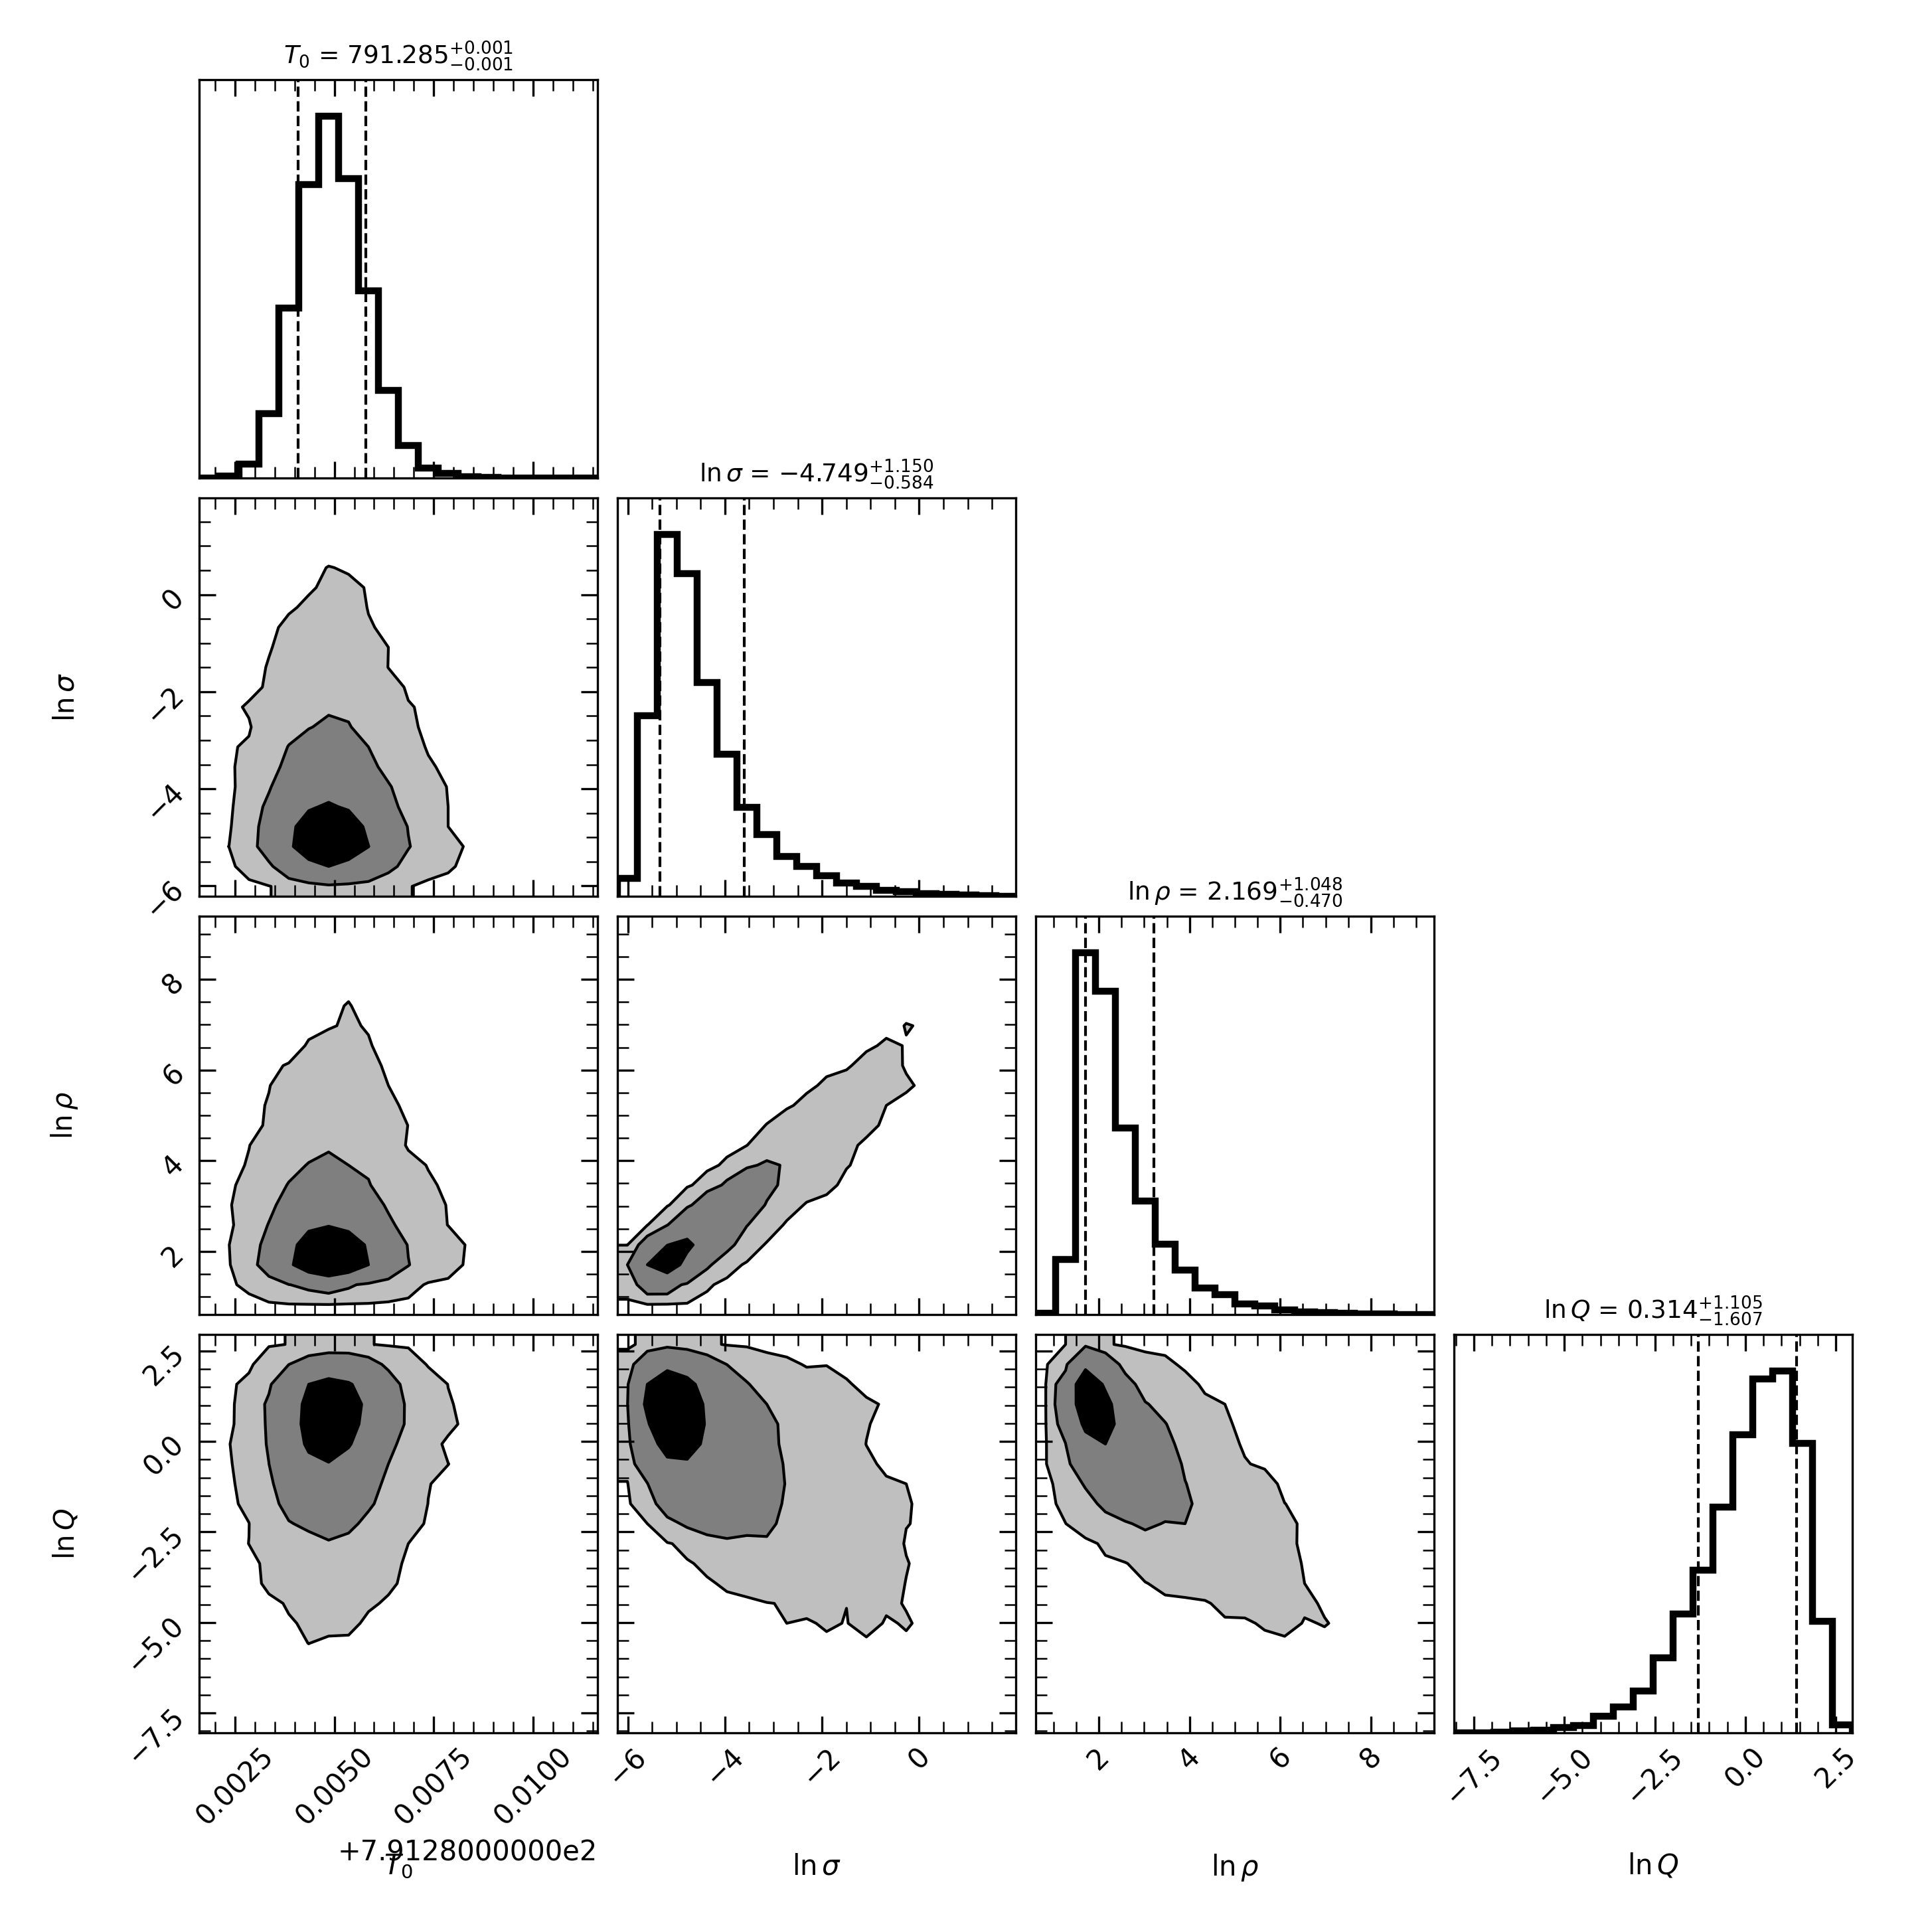 T₀ = 791.285 +0.001 −0.001
ln σ = −4.749 +1.150 −0.584
0
−2
−4
−6
ln σ
ln ρ = 2.169 +1.048 −0.470
8
6
4
2
ln ρ
ln Q = 0.314 +1.105 −1.607
2.5
0.0
−2.5
−5.0
−7.5
ln Q
0.0025 0.0050 0.0075 0.0100
−6 −4 −2 0
2 4 6 8
−7.5 −5.0 −2.5 0.0 2.5
+7.9128000000e2
T₀ ln σ ln ρ ln Q